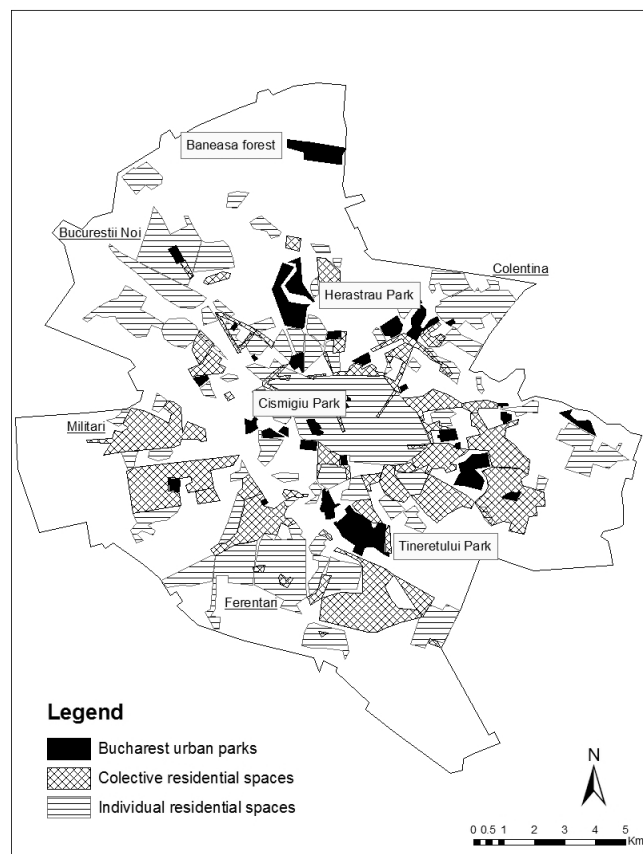 Baneasa forest
Bucurestii Noi
Colentina
Herastrau Park
Cismigiu Park
Militari
Tineretului Park
Ferentari
Legend
Bucharest urban parks
Colective residential spaces
Individual residential spaces
N
0 0.5 1 2 3 4 5
Km